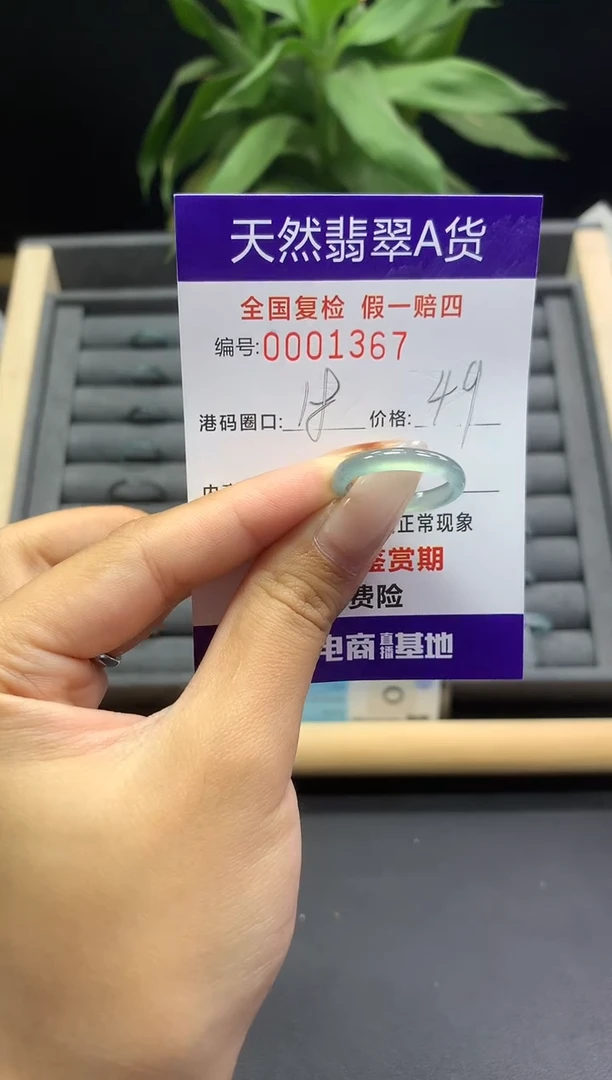 天然翡翠A货
全国复检 假一赔四
编号:0001367
港码圈口: 18 价格: 49
正常现象
鉴赏期
费险
电商直播基地